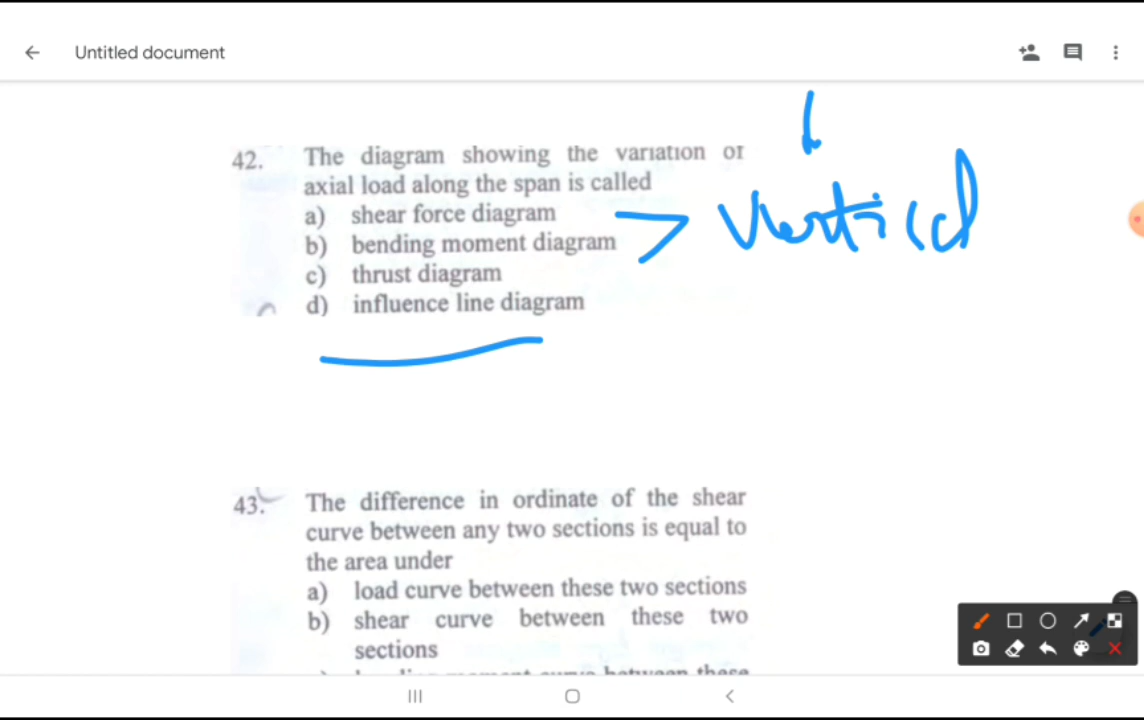 Untitled document
42. The diagram showing the variation of
axial load along the span is called
a) shear force diagram
b) bending moment diagram
c) thrust diagram
d) influence line diagram
vertical
43. The difference in ordinate of the shear
curve between any two sections is equal to
the area under
a) load curve between these two sections
b) shear curve between these two
sections
between these